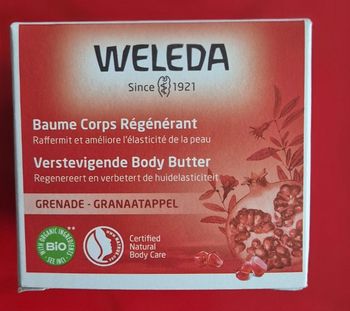 WELEDA
Since 1921
Baume Corps Régénérant
Raffermit et améliore l'élasticité de la peau
Verstevigende Body Butter
Regenereert en verbetert de huidelasticiteit
GRENADE - GRANAATAPPEL
BIO
Certified
Natural
Body Care